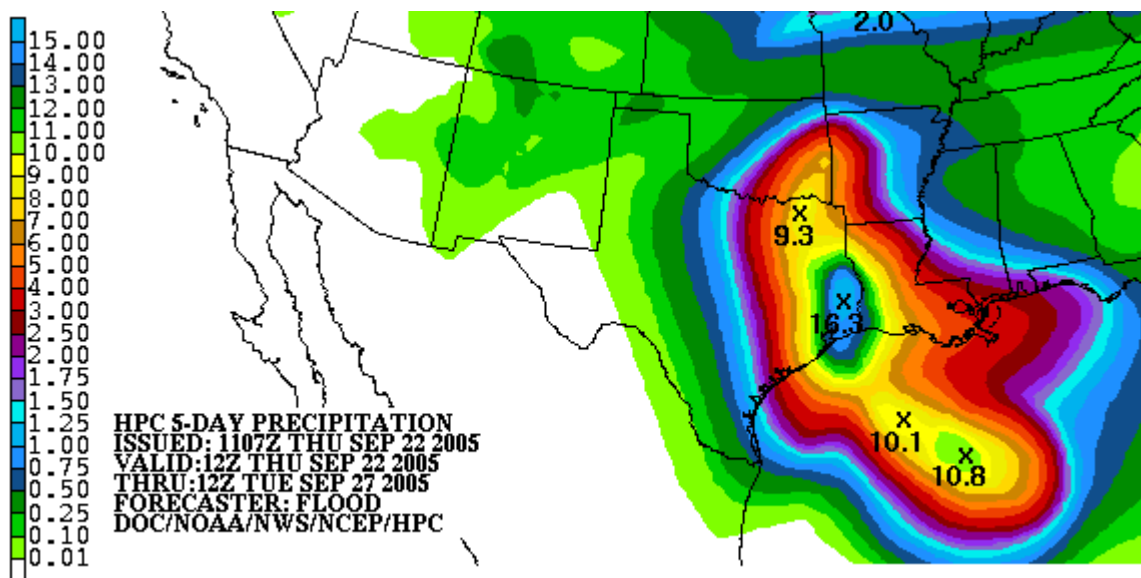 2.0
15.00
14.00
13.00
12.00
11.00
10.00
9.00
8.00
7.00
6.00
5.00
4.00
3.00
2.50
2.00
1.75
1.50
1.25
1.00
0.75
0.50
0.25
0.10
0.01
X
9.3
X
16.3
X
10.1
X
10.8
HPC 5-DAY PRECIPITATION
ISSUED: 1107Z THU SEP 22 2005
VALID:12Z THU SEP 22 2005
THRU:12Z TUE SEP 27 2005
FORECASTER: FLOOD
DOC/NOAA/NWS/NCEP/HPC